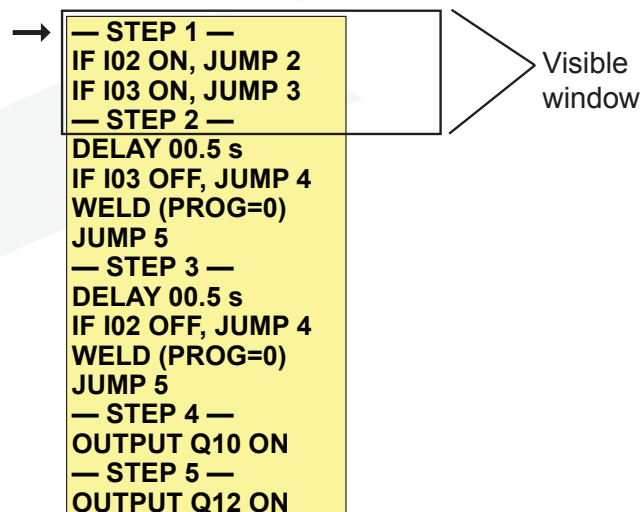 — STEP 1 —
IF I02 ON, JUMP 2
IF I03 ON, JUMP 3
— STEP 2 —
DELAY 00.5 s
IF I03 OFF, JUMP 4
WELD (PROG=0)
JUMP 5
— STEP 3 —
DELAY 00.5 s
IF I02 OFF, JUMP 4
WELD (PROG=0)
JUMP 5
— STEP 4 —
OUTPUT Q10 ON
— STEP 5 —
OUTPUT Q12 ON
Visible
window